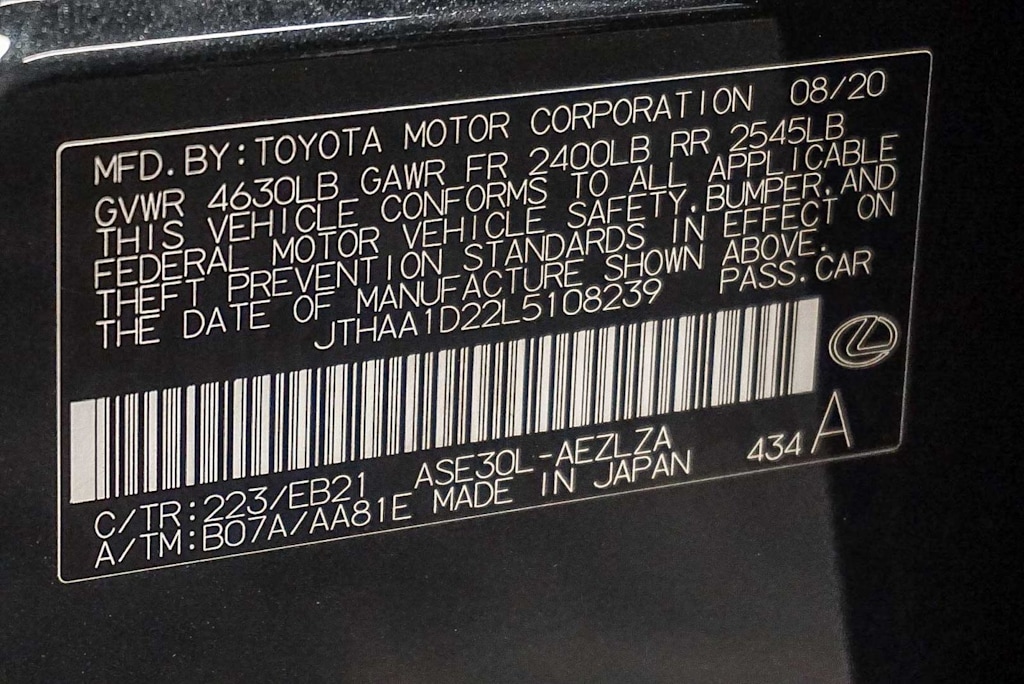 MFD.BY:TOYOTA MOTOR CORPORATION 08/20
GVWR 4630LB GAWR FR 2400LB RR 2545LB
THIS VEHICLE CONFORMS TO ALL APPLICABLE
FEDERAL MOTOR VEHICLE SAFETY,BUMPER,AND
THEFT PREVENTION STANDARDS IN EFFECT ON
THE DATE OF MANUFACTURE SHOWN ABOVE.
JTHAA1D22L5108239 PASS.CAR
C/TR:223/EB21 ASE30L-AEZLZA 434 A
A/TM:B07A/AA81E MADE IN JAPAN